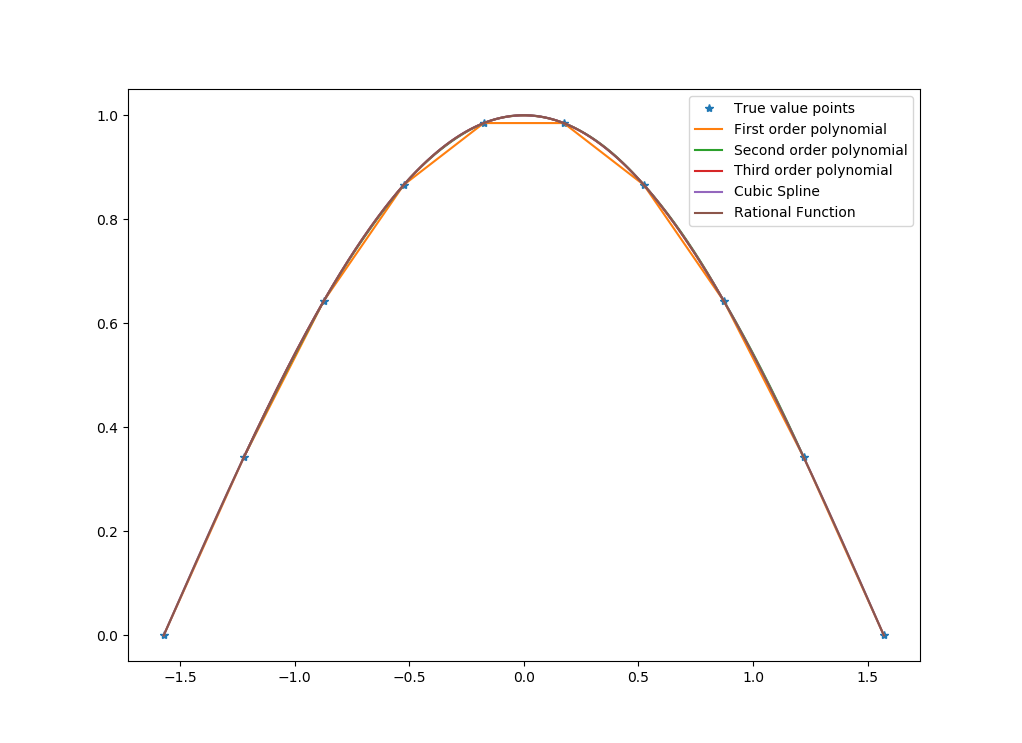 True value points
First order polynomial
Second order polynomial
Third order polynomial
Cubic Spline
Rational Function
1.0
0.8
0.6
0.4
0.2
0.0
−1.5 −1.0 −0.5 0.0 0.5 1.0 1.5